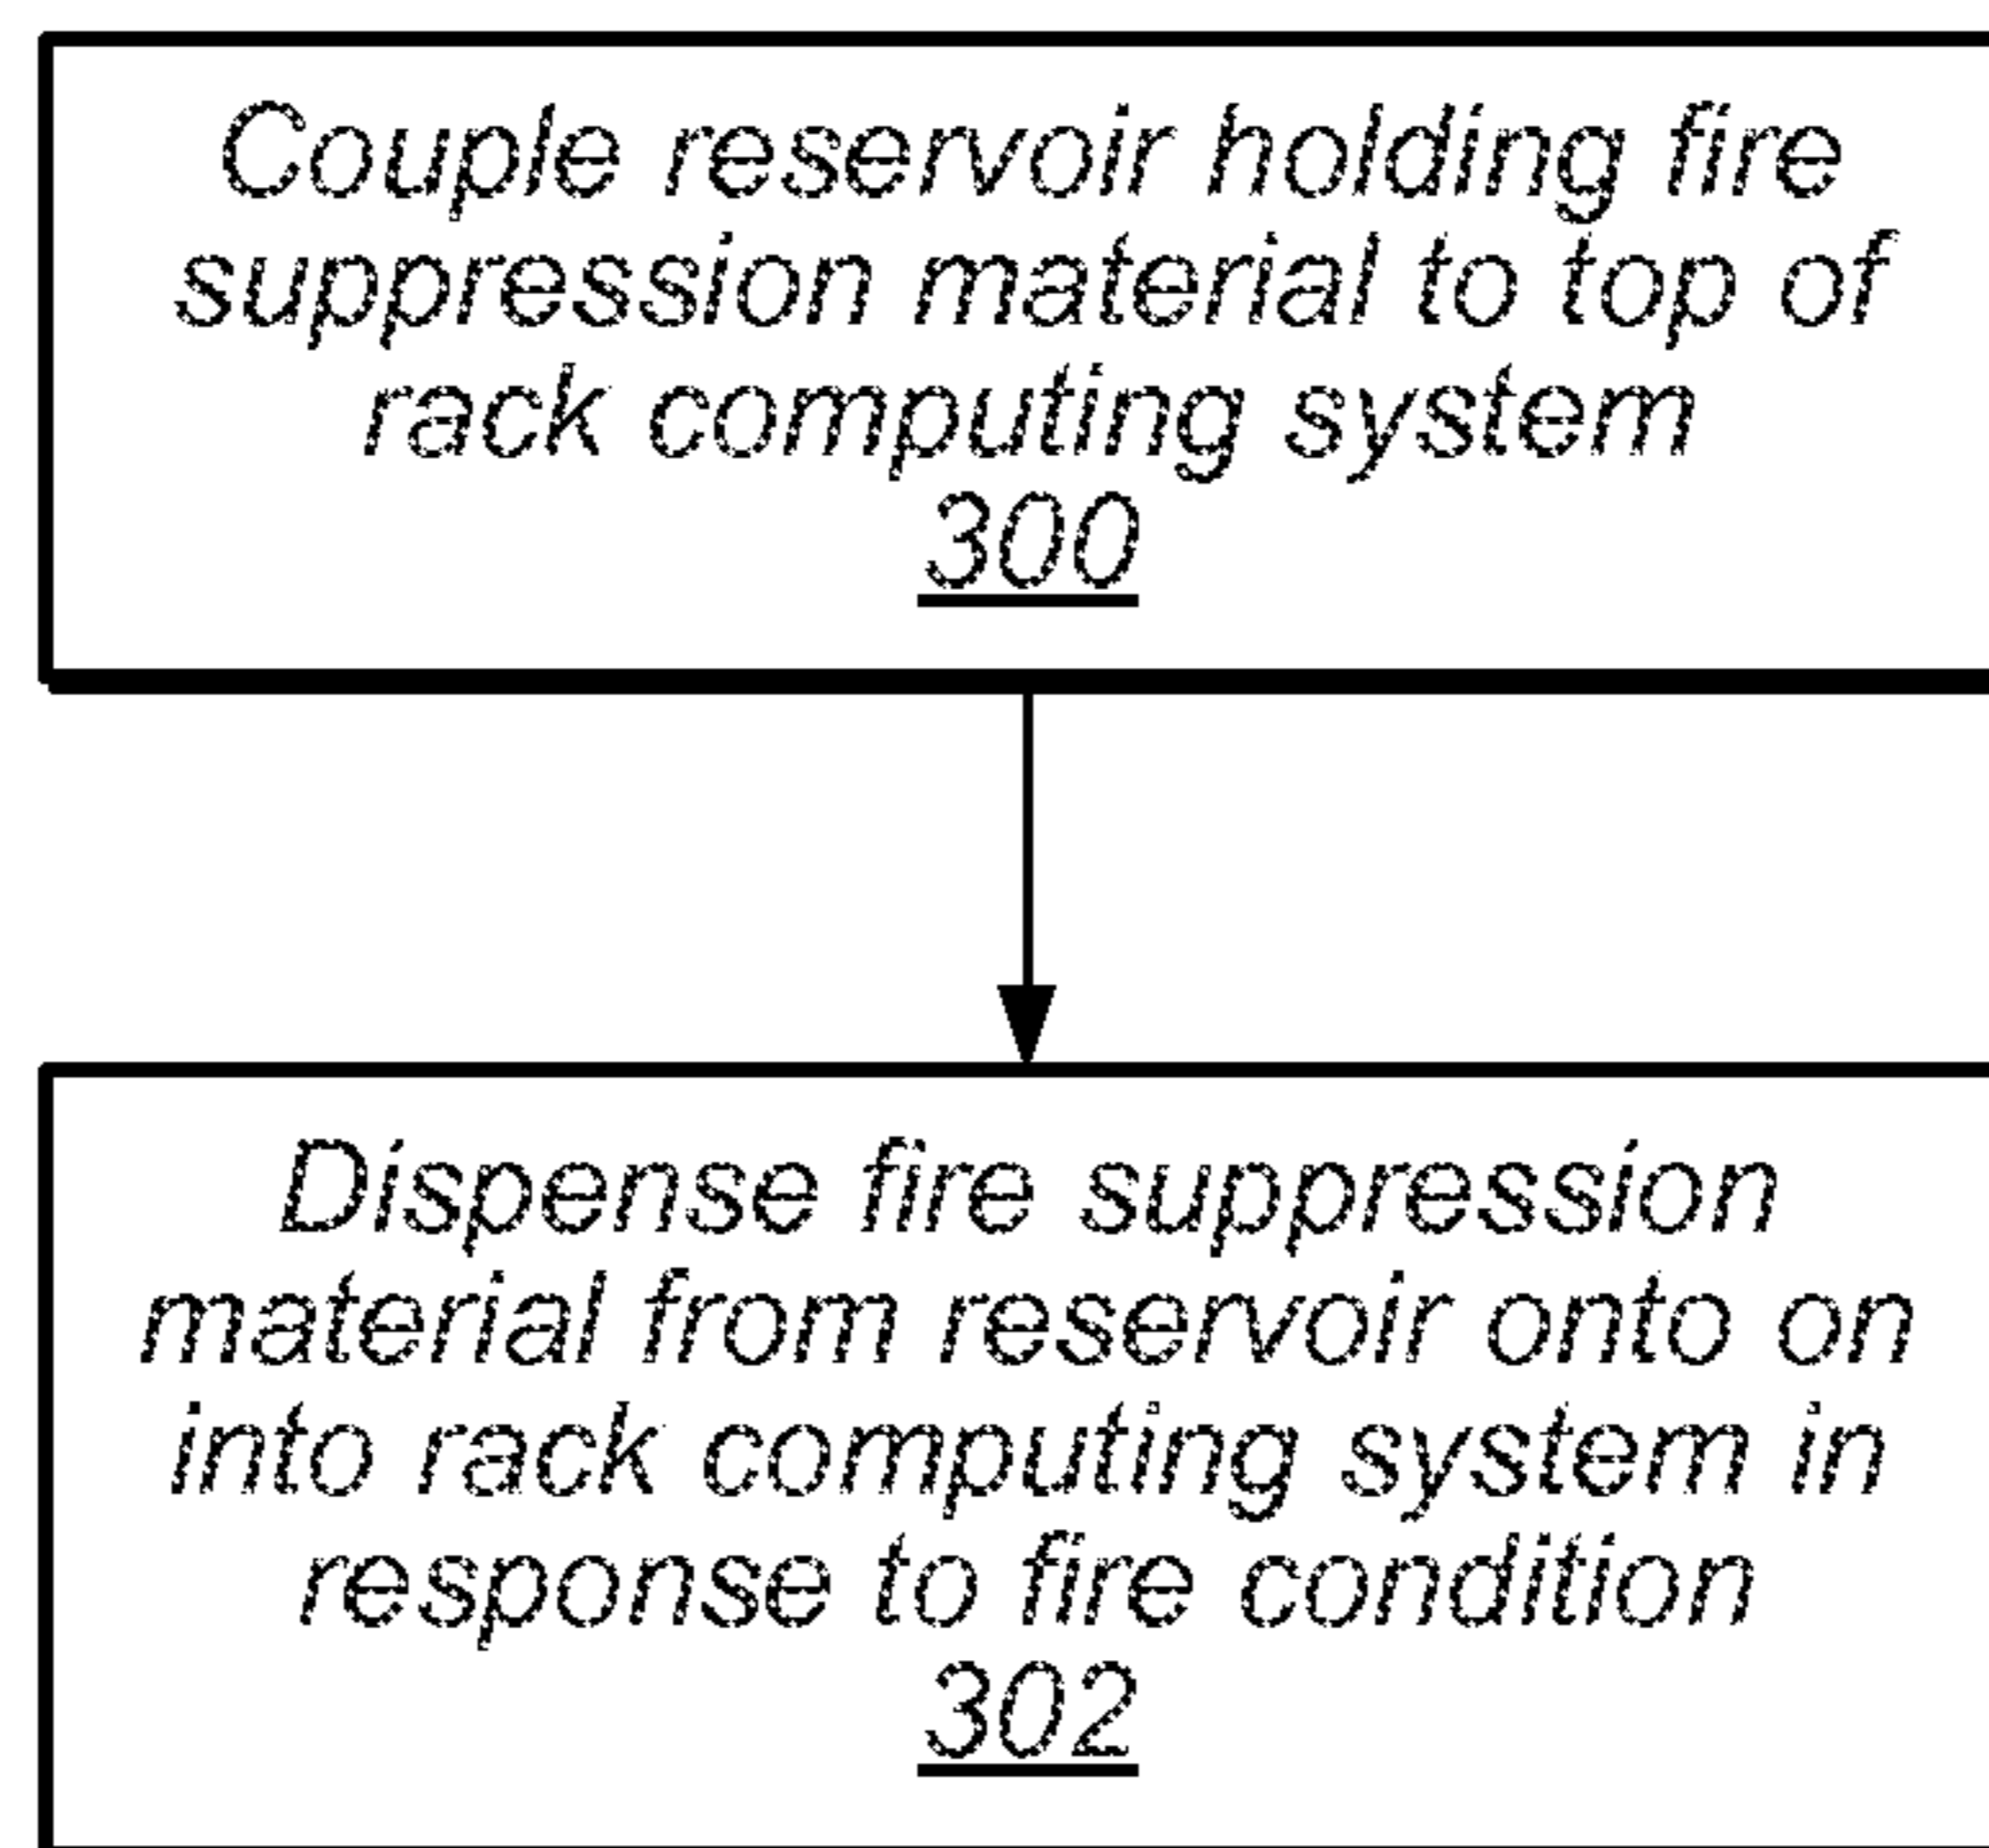 Couple reservoir holding fire
suppression material to top of
rack computing system
300
Dispense fire suppression
material from reservoir onto on
into rack computing system in
response to fire condition
302